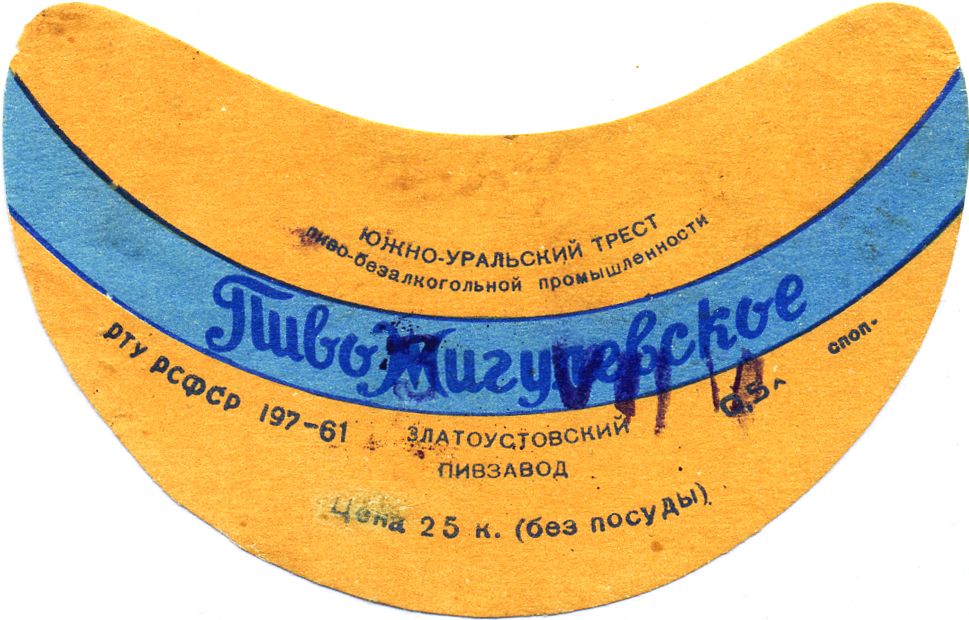 ЮЖНО-УРАЛЬСКИЙ ТРЕСТ
пиво-безалкогольной промышленности
Пиво Жигулевское
РТУ РСФСР 197-61
0,5 л
спол-
ЗЛАТОУСТОВСКИЙ
ПИВЗАВОД
Цена 25 к. (без посуды)